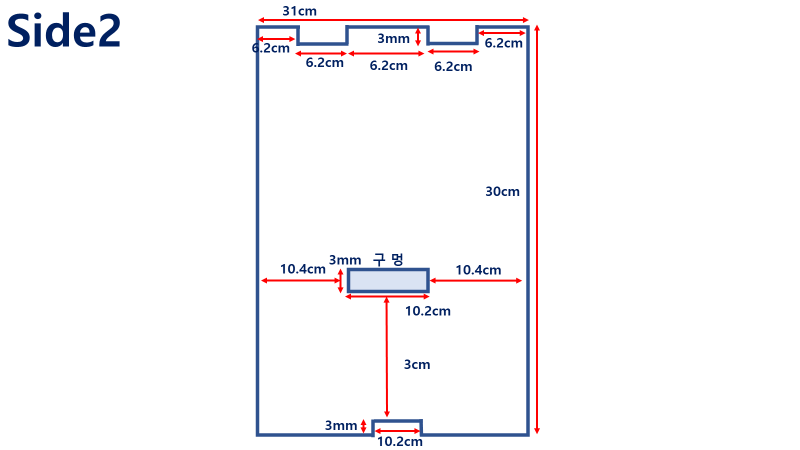 Side2
31cm
6.2cm
3mm
6.2cm
6.2cm
6.2cm
6.2cm
30cm
3mm 구 멍
10.4cm
10.4cm
10.2cm
3cm
3mm
10.2cm